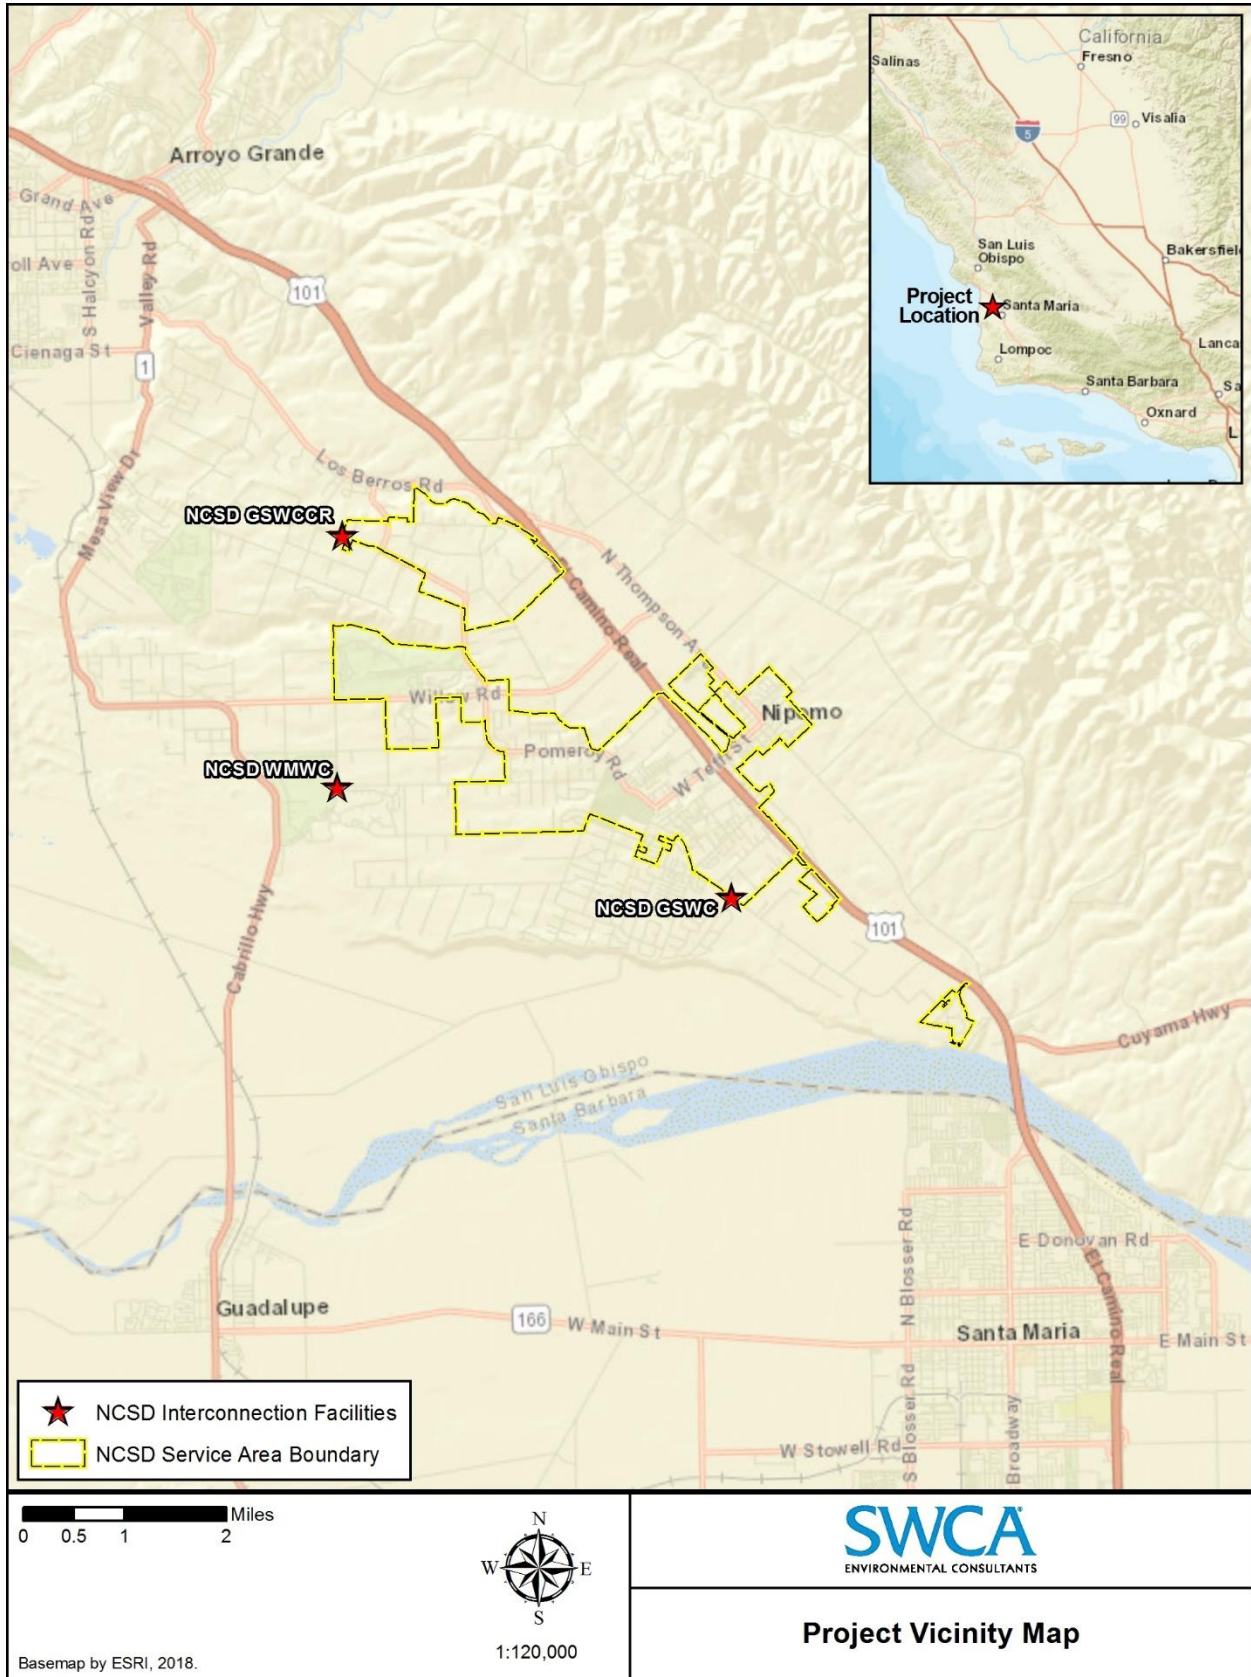 California
Salinas
Fresno
99
Visalia
5
San Luis
Obispo
Bakersfiel
Project
Location
Santa Maria
Lompoc
Lanca
Santa Barbara
Sa
Oxnard
L
Arroyo Grande
Grand Ave
oll Ave
S Halcyon Rd
Valley Rd
101
Cienaga St
1
Los Berros Rd
Mesa View Dr
NCSD GSWCCR
N Thompson Ave
El Camino Real
Willow Rd
Nipomo
Pomeroy Rd
W Tefft St
NCSD WMWC
NCSD GSWC
101
Cabrillo Hwy
Cuyama Hwy
San Luis Obispo
Santa Barbara
N Blosser Rd
E Donovan Rd
El Camino Real
Guadalupe
166
W Main St
Santa Maria
E Main St
S Blosser Rd
Broadway
W Stowell Rd
NCSD Interconnection Facilities
NCSD Service Area Boundary
Miles
0 0.5 1 2
N
W E
S
1:120,000
Basemap by ESRI, 2018.
SWCA
ENVIRONMENTAL CONSULTANTS
Project Vicinity Map